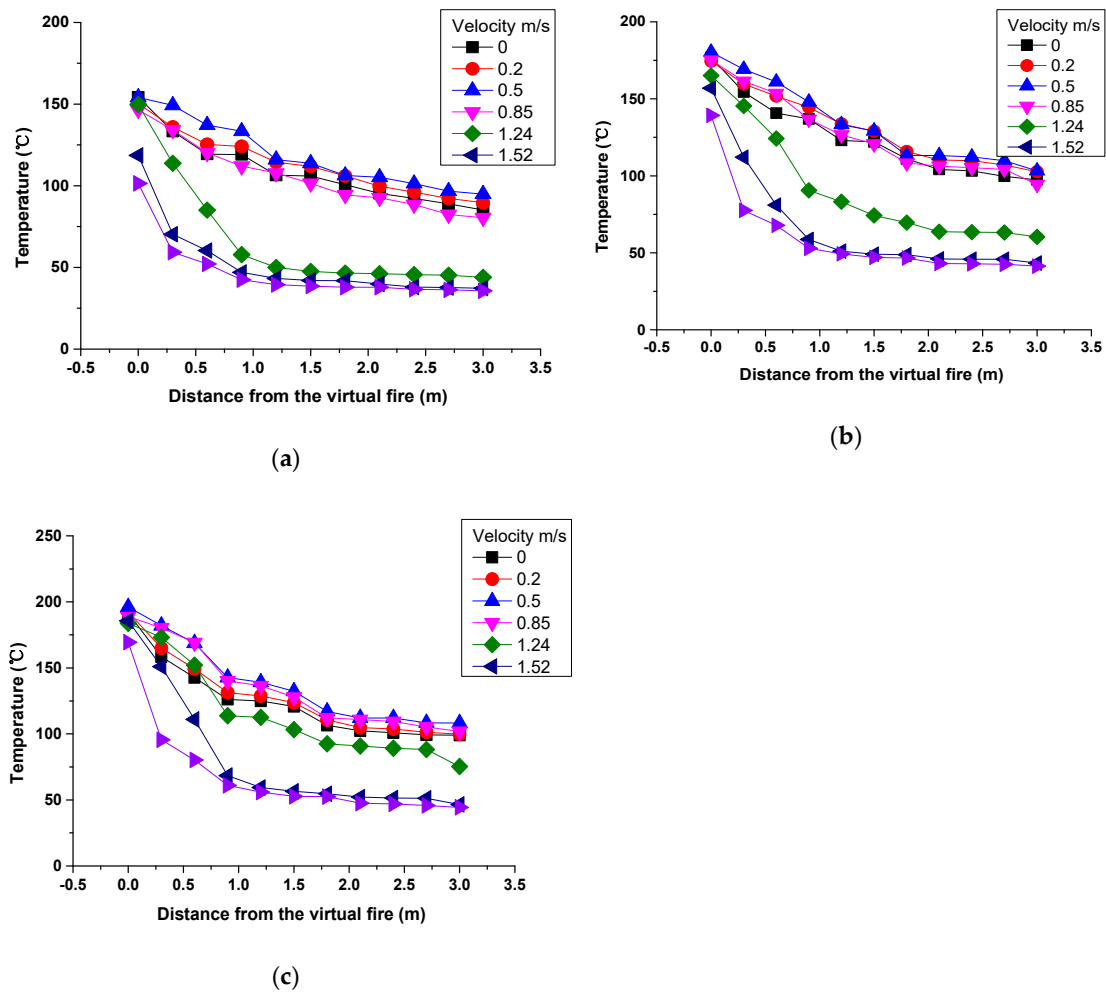 200
150
100
50
0
Temperature (℃)
-0.5 0.0 0.5 1.0 1.5 2.0 2.5 3.0 3.5
Distance from the virtual fire (m)
Velocity m/s
0
0.2
0.5
0.85
1.24
1.52
(a)
200
150
100
50
0
Temperature (℃)
-0.5 0.0 0.5 1.0 1.5 2.0 2.5 3.0 3.5
Distance from the virtual fire (m)
Velocity m/s
0
0.2
0.5
0.85
1.24
1.52
(b)
250
200
150
100
50
0
Temperature (℃)
-0.5 0.0 0.5 1.0 1.5 2.0 2.5 3.0 3.5
Distance from the virtual fire (m)
Velocity m/s
0
0.2
0.5
0.85
1.24
1.52
(c)